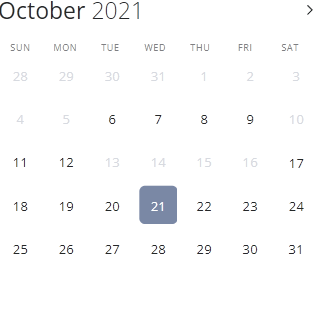 October 2021
SUN MON TUE WED THU FRI SAT
28 29 30 31 1 2 3
4 5 6 7 8 9 10
11 12 13 14 15 16 17
18 19 20 21 22 23 24
25 26 27 28 29 30 31